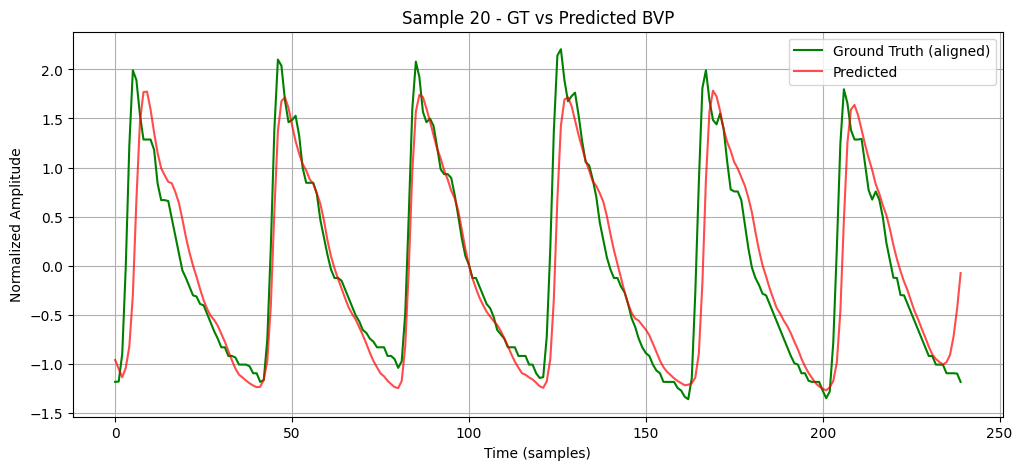 Sample 20 - GT vs Predicted BVP
Ground Truth (aligned)
Predicted
Normalized Amplitude
2.0
1.5
1.0
0.5
0.0
−0.5
−1.0
−1.5
0 50 100 150 200 250
Time (samples)